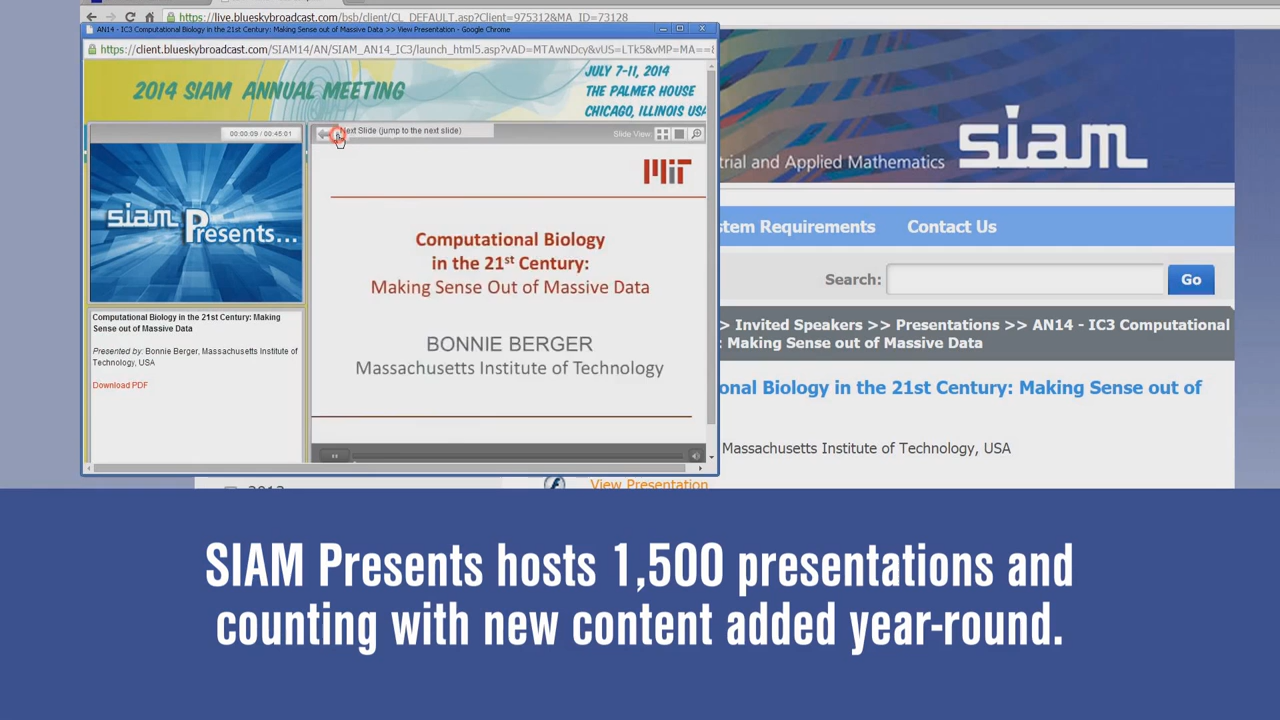 https://live.blueskybroadcast.com/bsb/client/CL_DEFAULT.asp?Client=975312&MA_ID=73128
AN14 - IC3 Computational Biology in the 21st Century: Making Sense out of Massive Data >> View Presentation - Google Chrome
https://client.blueskybroadcast.com/SIAM14/AN/SIAM_AN14_IC3/launch_html5.asp?vAD=MTAwNDcy&vUS=LTk5&vMP=MA==
2014 SIAM ANNUAL MEETING
JULY 7-11, 2014
THE PALMER HOUSE
CHICAGO, ILLINOIS USA
00:00:09 / 00:45:01
Next Slide (jump to the next slide)
Slide View:
siam Presents...
Computational Biology in the 21st Century: Making
Sense out of Massive Data
Presented by: Bonnie Berger, Massachusetts Institute of
Technology, USA
Download PDF
MIT
Computational Biology
in the 21st Century:
Making Sense Out of Massive Data
BONNIE BERGER
Massachusetts Institute of Technology
trial and Applied Mathematics
siam
stem Requirements
Contact Us
Search:
Go
> Invited Speakers >> Presentations >> AN14 - IC3 Computational
: Making Sense out of Massive Data
onal Biology in the 21st Century: Making Sense out of
Massachusetts Institute of Technology, USA
View Presentation
SIAM Presents hosts 1,500 presentations and
counting with new content added year-round.